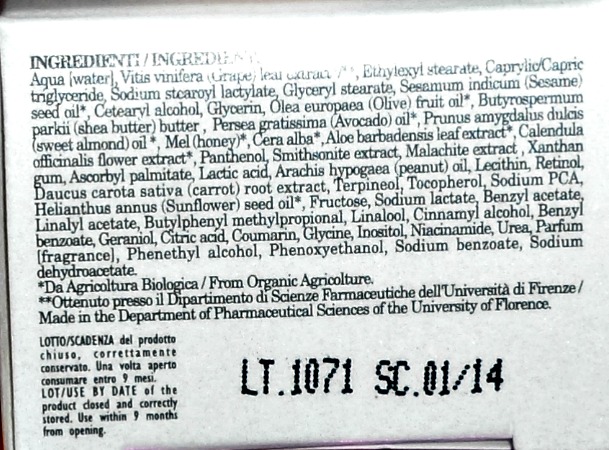 INGREDIENTI / INGREDIENT
Aqua [water], Vitis vinifera (Grape) leaf extract /**, Ethylexyl stearate, Caprylic/Capric
triglyceride, Sodium stearoyl lactylate, Glyceryl stearate, Sesamum indicum (Sesame)
seed oil*, Cetearyl alcohol, Glycerin, Olea europaea (Olive) fruit oil*, Butyrospermum
parkii (shea butter) butter , Persea gratissima (Avocado) oil*, Prunus amygdalus dulcis
(sweet almond) oil *, Mel (honey)*, Cera alba*, Aloe barbadensis leaf extract*, Calendula
officinalis flower extract*, Panthenol, Smithsonite extract, Malachite extract , Xanthan
gum, Ascorbyl palmitate, Lactic acid, Arachis hypogaea (peanut) oil, Lecithin, Retinol,
Daucus carota sativa (carrot) root extract, Terpineol, Tocopherol, Sodium PCA,
Helianthus annus (Sunflower) seed oil*, Fructose, Sodium lactate, Benzyl acetate,
Linalyl acetate, Butylphenyl methylpropional, Linalool, Cinnamyl alcohol, Benzyl
benzoate, Geraniol, Citric acid, Coumarin, Glycine, Inositol, Niacinamide, Urea, Parfum
[fragrance], Phenethyl alcohol, Phenoxyethanol, Sodium benzoate, Sodium
dehydroacetate.
*Da Agricoltura Biologica / From Organic Agricolture.
**Ottenuto presso il Dipartimento di Scienze Farmaceutiche dell'Università di Firenze /
Made in the Department of Pharmaceutical Sciences of the University of Florence.
LOTTO/SCADENZA del prodotto
chiuso, correttamente
conservato. Una volta aperto
consumare entro 9 mesi.
LOT/USE BY DATE of the
product closed and correctly
stored. Use within 9 months
from opening.
LT.1071 SC.01/14